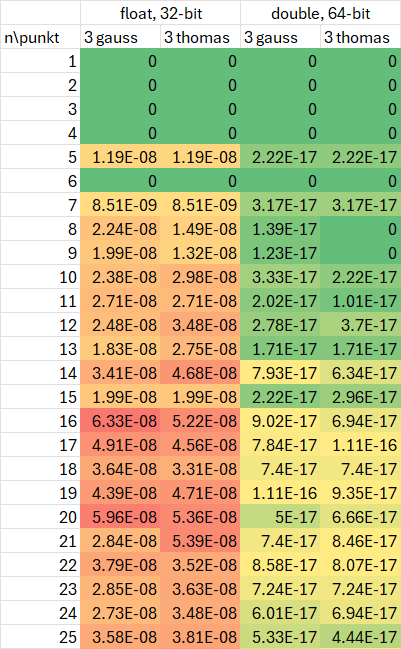 float, 32-bit double, 64-bit
n\punkt 3 gauss 3 thomas 3 gauss 3 thomas
1 0 0 0 0
2 0 0 0 0
3 0 0 0 0
4 0 0 0 0
5 1.19E-08 1.19E-08 2.22E-17 2.22E-17
6 0 0 0 0
7 8.51E-09 8.51E-09 3.17E-17 3.17E-17
8 2.24E-08 1.49E-08 1.39E-17 0
9 1.99E-08 1.32E-08 1.23E-17 0
10 2.38E-08 2.98E-08 3.33E-17 2.22E-17
11 2.71E-08 2.71E-08 2.02E-17 1.01E-17
12 2.48E-08 3.48E-08 2.78E-17 3.7E-17
13 1.83E-08 2.75E-08 1.71E-17 1.71E-17
14 3.41E-08 4.68E-08 7.93E-17 6.34E-17
15 1.99E-08 1.99E-08 2.22E-17 2.96E-17
16 6.33E-08 5.22E-08 9.02E-17 6.94E-17
17 4.91E-08 4.56E-08 7.84E-17 1.11E-16
18 3.64E-08 3.31E-08 7.4E-17 7.4E-17
19 4.39E-08 4.71E-08 1.11E-16 9.35E-17
20 5.96E-08 5.36E-08 5E-17 6.66E-17
21 2.84E-08 5.39E-08 7.4E-17 8.46E-17
22 3.79E-08 3.52E-08 8.58E-17 8.07E-17
23 2.85E-08 3.63E-08 7.24E-17 7.24E-17
24 2.73E-08 3.48E-08 6.01E-17 6.94E-17
25 3.58E-08 3.81E-08 5.33E-17 4.44E-17